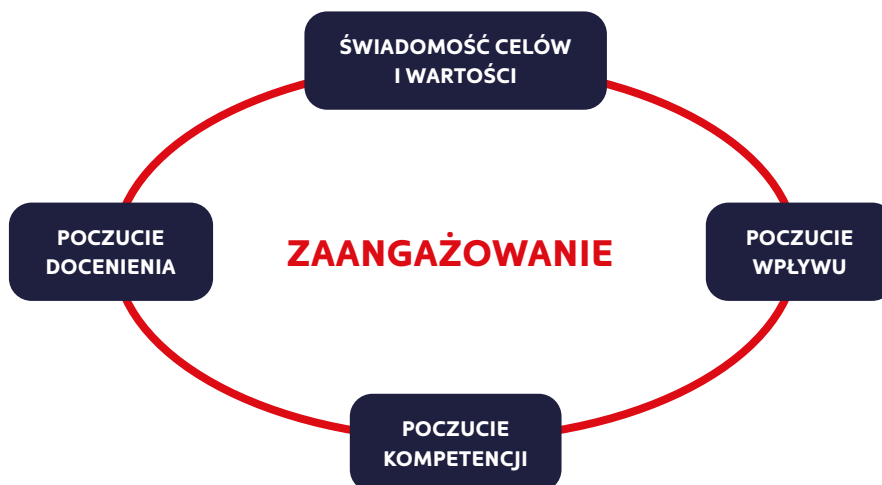 ŚWIADOMOŚĆ CELÓW
I WARTOŚCI
POCZUCIE
DOCENIENIA
ZAANGAŻOWANIE
POCZUCIE
WPŁYWU
POCZUCIE
KOMPETENCJI